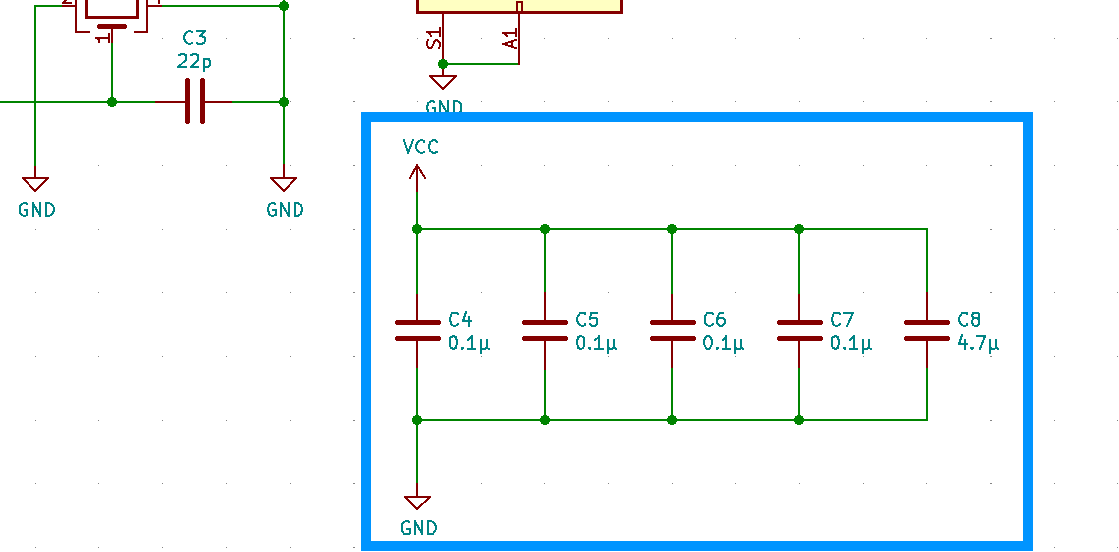 1
C3
22p
S1
A1
GND
GND
GND
VCC
C4
0.1µ
C5
0.1µ
C6
0.1µ
C7
0.1µ
C8
4.7µ
GND